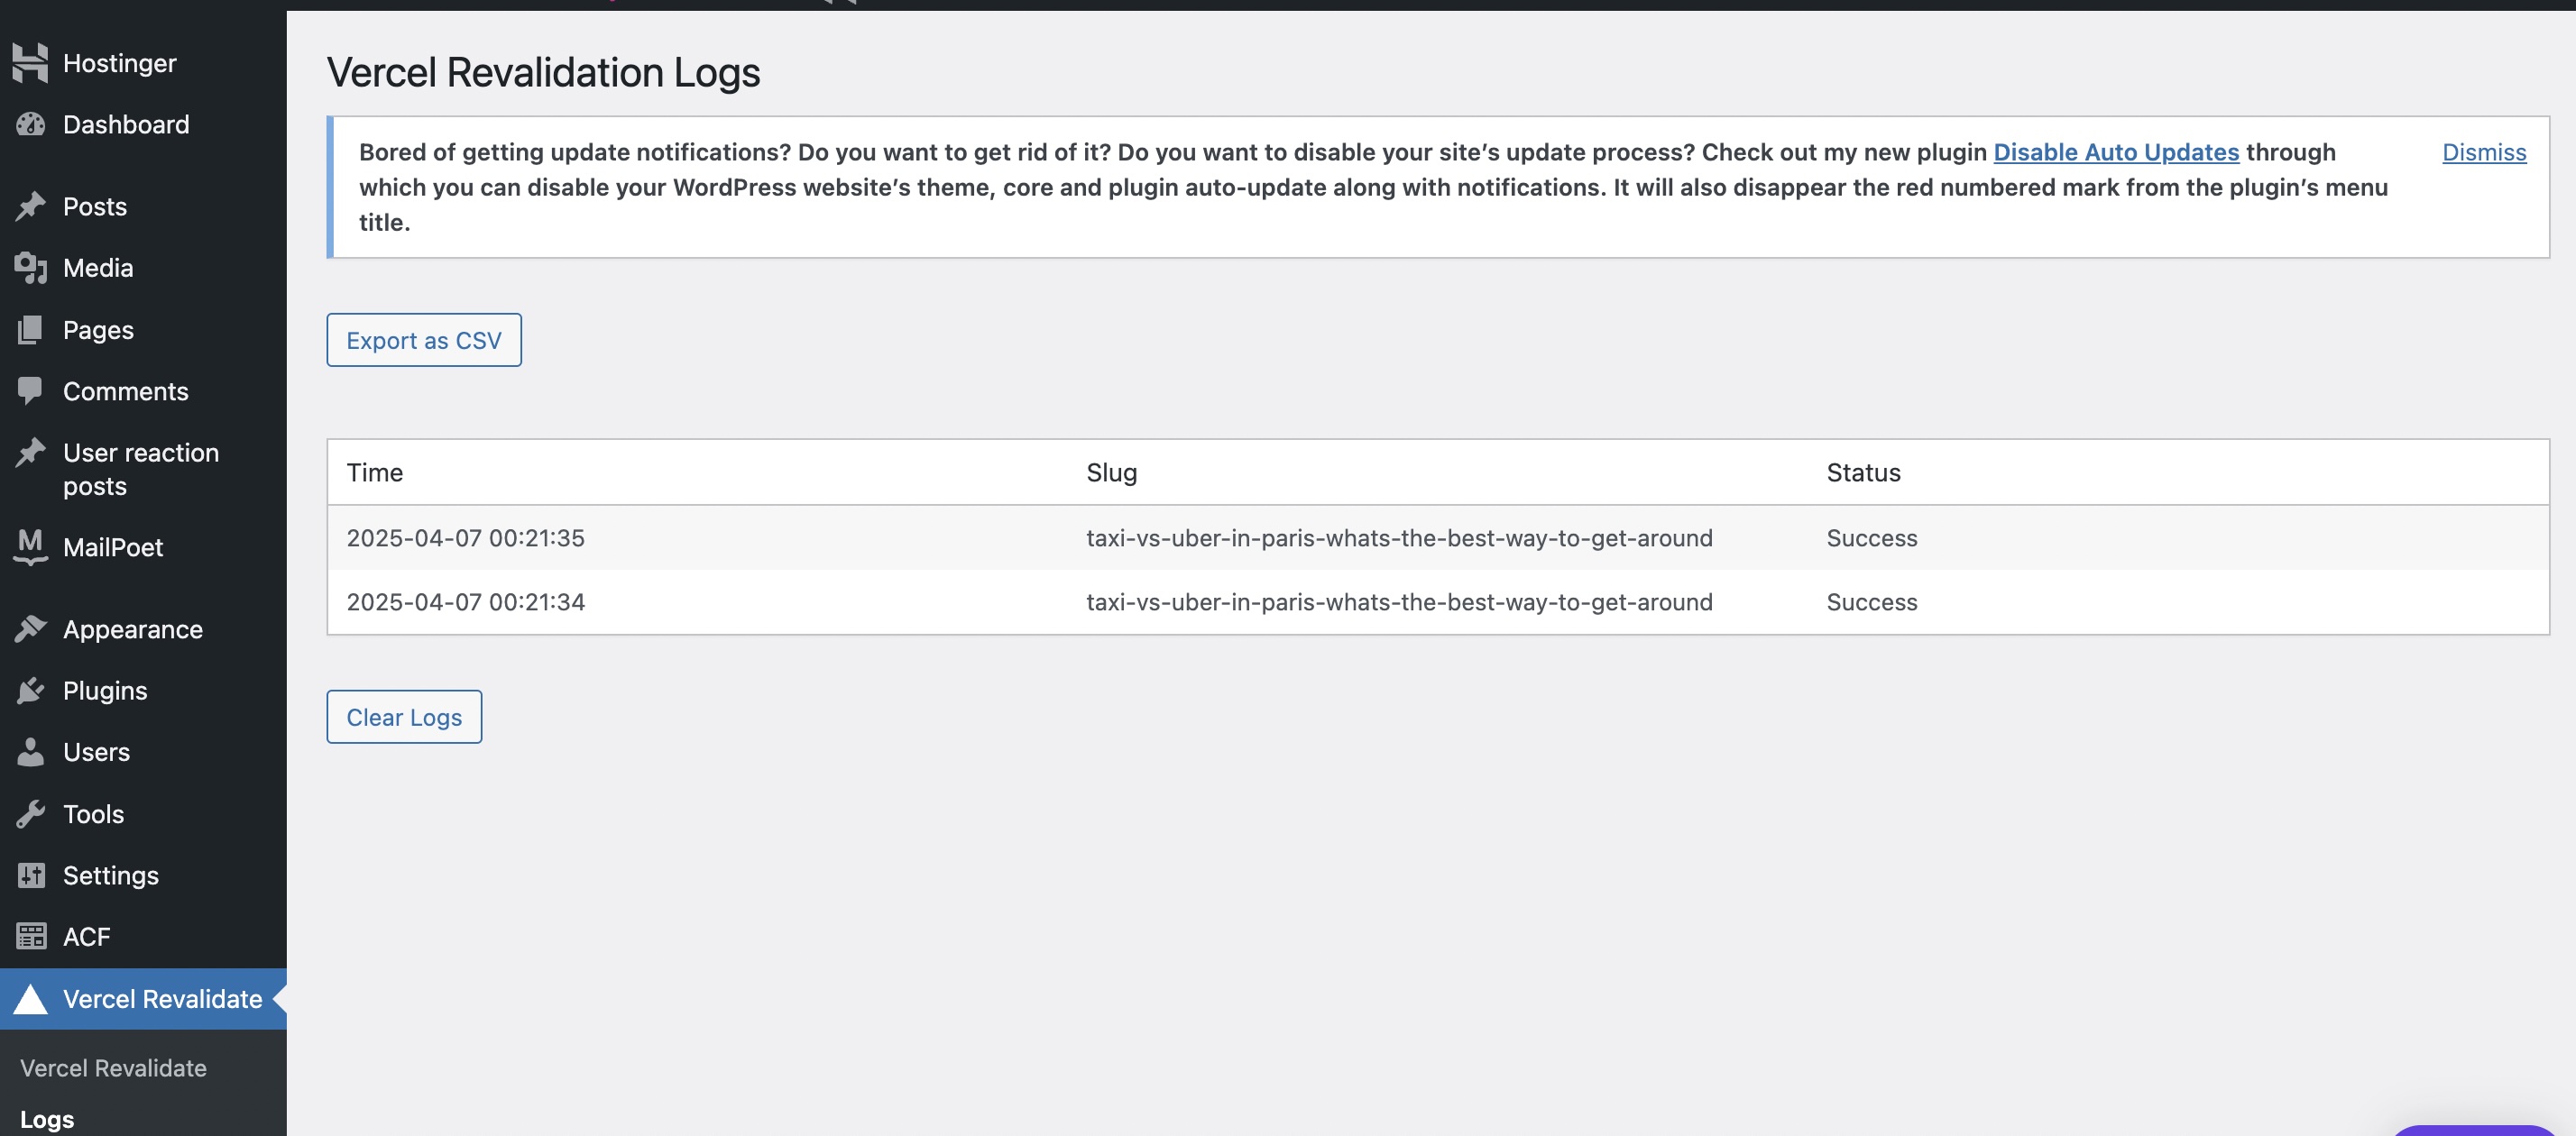 Hostinger
Dashboard
Posts
Media
Pages
Comments
User reaction
posts
MailPoet
Appearance
Plugins
Users
Tools
Settings
ACF
Vercel Revalidate
Vercel Revalidate
Logs
Vercel Revalidation Logs
Bored of getting update notifications? Do you want to get rid of it? Do you want to disable your site’s update process? Check out my new plugin Disable Auto Updates through
which you can disable your WordPress website’s theme, core and plugin auto-update along with notifications. It will also disappear the red numbered mark from the plugin’s menu
title.
Dismiss
Export as CSV
Time Slug Status
2025-04-07 00:21:35 taxi-vs-uber-in-paris-whats-the-best-way-to-get-around Success
2025-04-07 00:21:34 taxi-vs-uber-in-paris-whats-the-best-way-to-get-around Success
Clear Logs